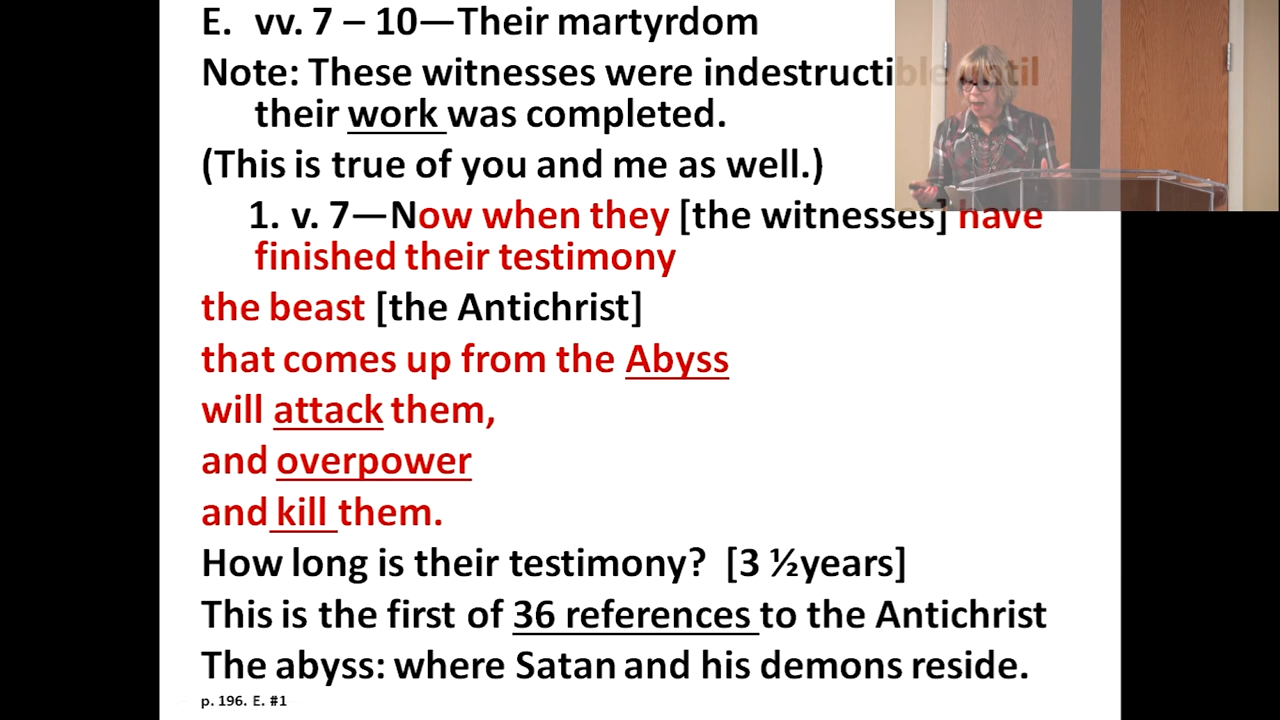 E. vv. 7 – 10—Their martyrdom
Note: These witnesses were indestructible until
their work was completed.
(This is true of you and me as well.)
1. v. 7—Now when they [the witnesses] have
finished their testimony
the beast [the Antichrist]
that comes up from the Abyss
will attack them,
and overpower
and kill them.
How long is their testimony? [3 ½years]
This is the first of 36 references to the Antichrist
The abyss: where Satan and his demons reside.
p. 196. E. #1